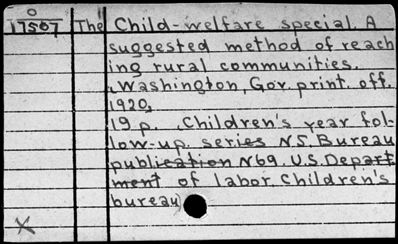 O
17507 The Child-welfare special. A
suggested method of reach
ing rural communities.
Washington, Gov. print. off.
1920.
19 p. Children's year fol-
low-up series N5. Bureau
publication N69. U.S. Depart
ment of labor. Children's
bureau
X